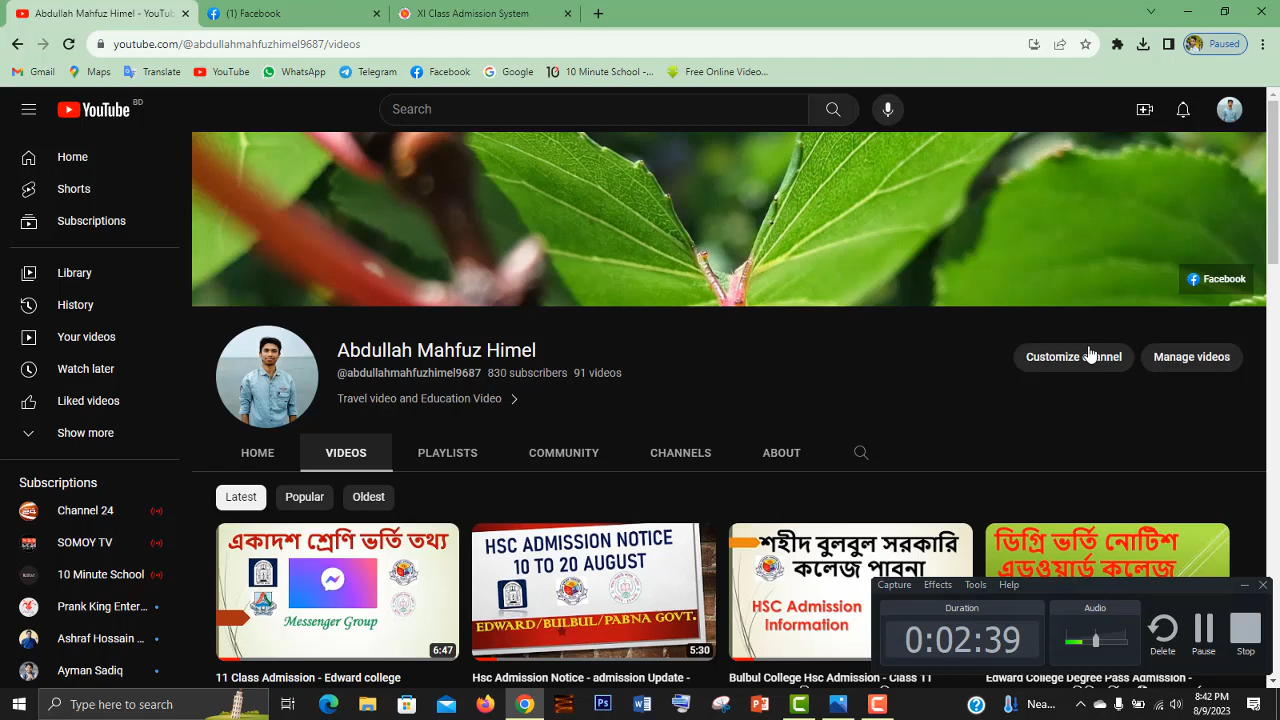 Abdullah Mahfuz Himel - YouTu
(1) Facebook
XI Class Admission System
youtube.com/@abdullahmahfuzhimel9687/videos
Paused
Gmail
Maps
Translate
YouTube
WhatsApp
Telegram
Facebook
Google
10 Minute School -...
Free Online Video...
YouTube BD
Search
Home
Shorts
Subscriptions
Library
History
Your videos
Watch later
Liked videos
Show more
Subscriptions
Channel 24
SOMOY TV
10 Minute School
Prank King Enter...
Ashraf Hossain ...
Ayman Sadiq
Facebook
Abdullah Mahfuz Himel
@abdullahmahfuzhimel9687 830 subscribers 91 videos
Travel video and Education Video
Customize channel
Manage videos
HOME
VIDEOS
PLAYLISTS
COMMUNITY
CHANNELS
ABOUT
Latest
Popular
Oldest
একাদশ শ্রেণি ভর্তি তথ্য
Messenger Group
6:47
11 Class Admission - Edward college
HSC ADMISSION NOTICE
10 TO 20 AUGUST
EDWARD/BULBUL/PABNA GOVT.
5:30
Hsc Admission Notice - admission Update -
শহীদ বুলবুল সরকারি
কলেজ পাবনা
HSC Admission
Information
Bulbul College Hsc Admission - Class 11
ডিগ্রি ভর্তি নোটিশ
এডওয়ার্ড কলেজ
Edward College Degree Pass Admission -
Capture
Effects
Tools
Help
Duration
0:02:39
Audio
Delete
Pause
Stop
Type here to search
Nea...
8:42 PM
8/9/2023